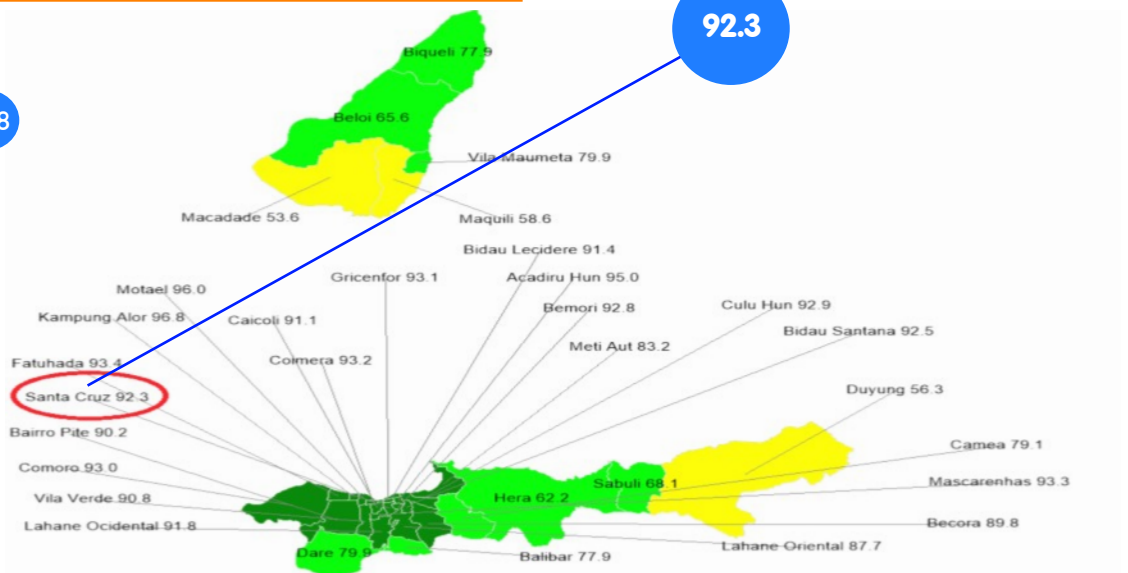 92.3
Biqueli 77.9
8
Beloi 65.6
Vila Maumeta 79.9
Macadade 53.6
Maquili 58.6
Bidau Lecidere 91.4
Gricenfor 93.1
Acadiru Hun 95.0
Motael 96.0
Bemori 92.8
Culu Hun 92.9
Kampung Alor 96.8
Caicoli 91.1
Bidau Santana 92.5
Meti Aut 83.2
Coimera 93.2
Fatuhada 93.4
Duyung 56.3
Santa Cruz 92.3
Bairro Pite 90.2
Camea 79.1
Comoro 93.0
Sabuli 68.1
Mascarenhas 93.3
Vila Verde 90.8
Hera 62.2
Lahane Ocidental 91.8
Becora 89.8
Lahane Oriental 87.7
Dare 79.9
Balibar 77.9